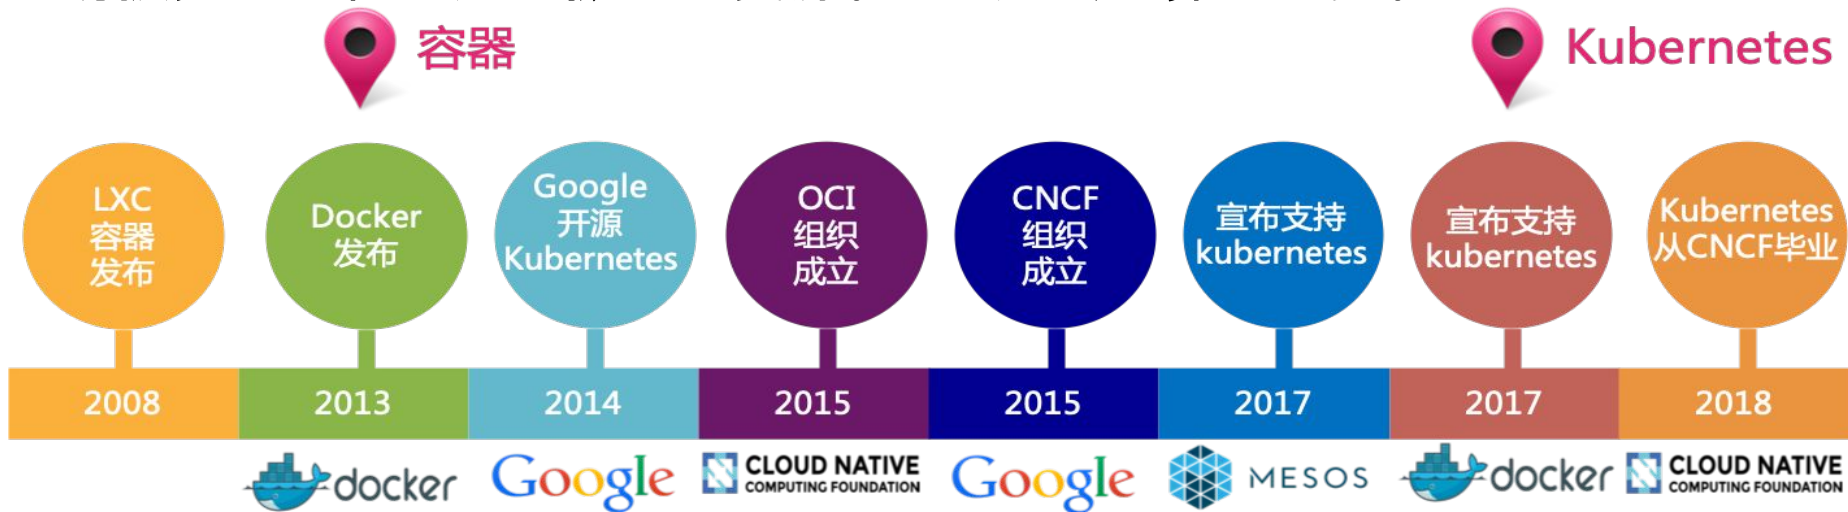 容器
Kubernetes
LXC
容器
发布
Docker
发布
Google
开源
Kubernetes
OCI
组织
成立
CNCF
组织
成立
宣布支持
kubernetes
宣布支持
kubernetes
Kubernetes
从CNCF毕业
2008
2013
2014
2015
2015
2017
2017
2018
docker
Google
CLOUD NATIVE
COMPUTING FOUNDATION
Google
MESOS
docker
CLOUD NATIVE
COMPUTING FOUNDATION